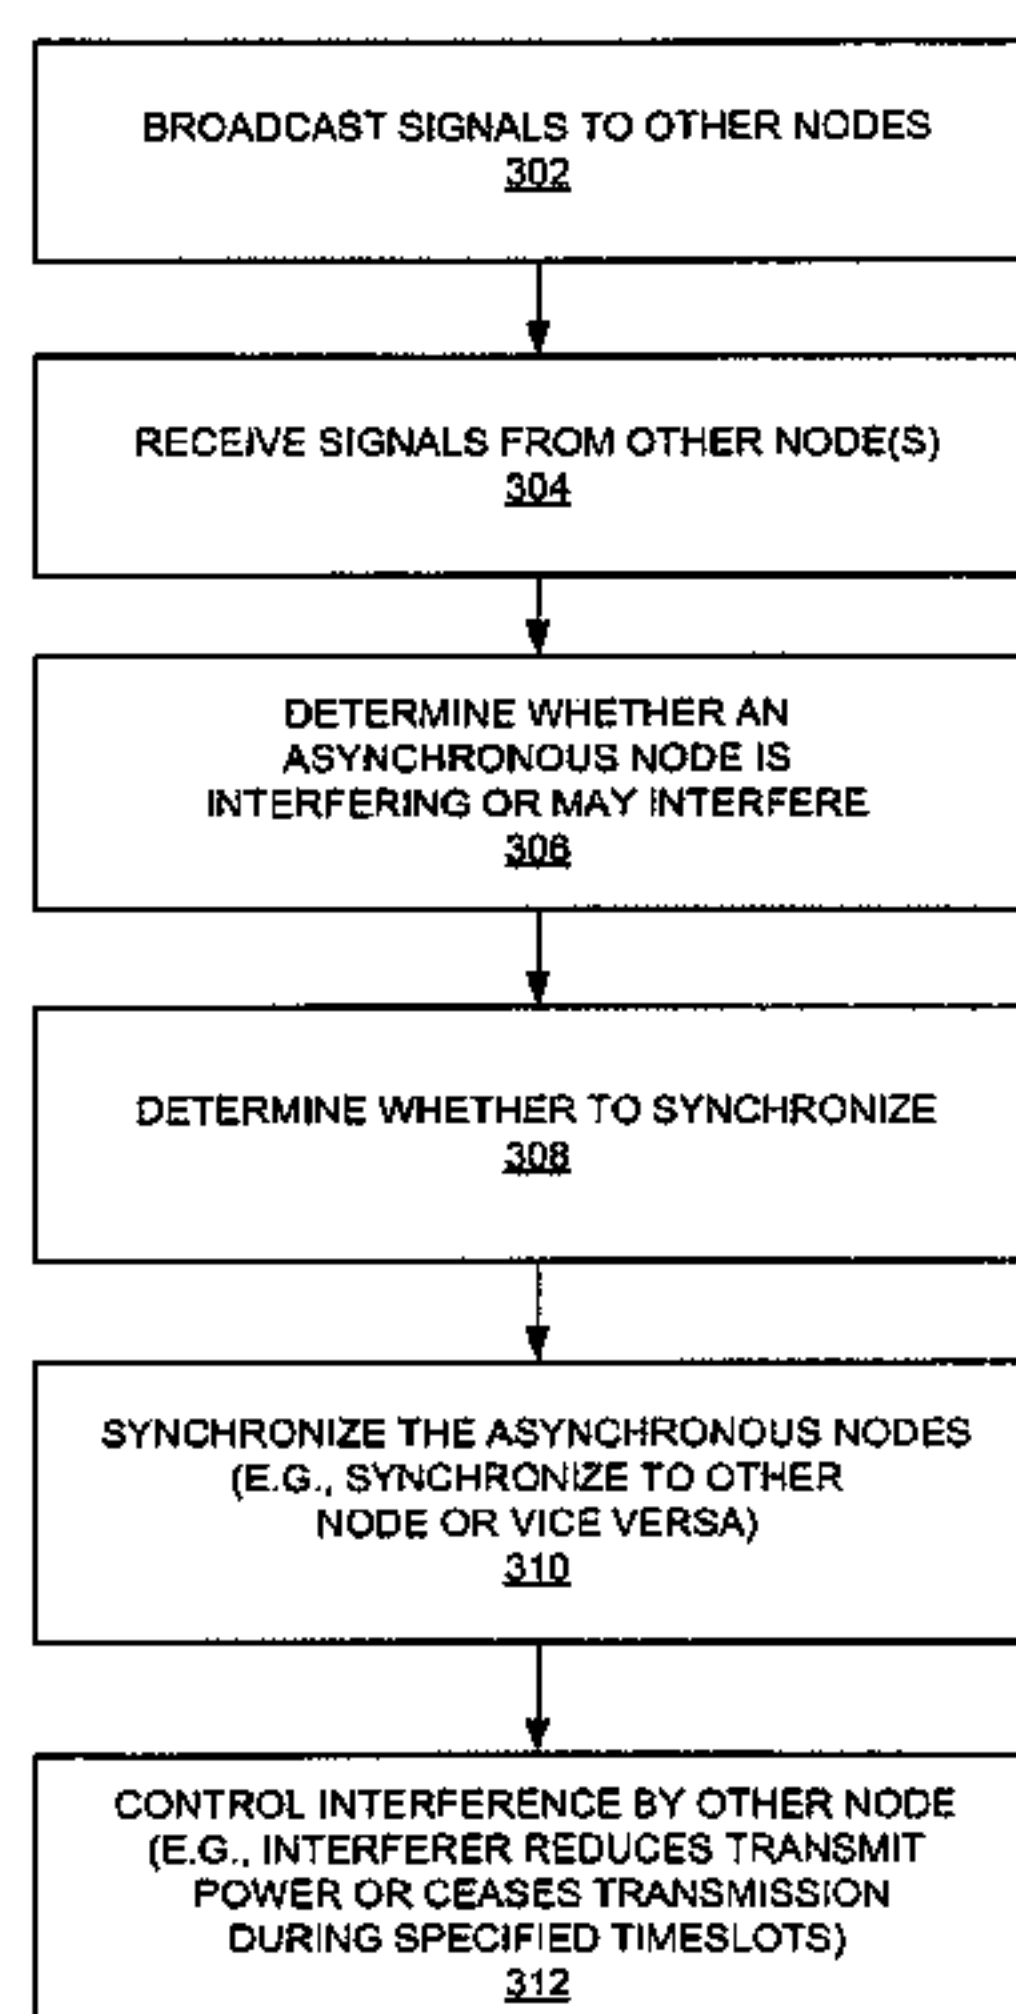 BROADCAST SIGNALS TO OTHER NODES
302
RECEIVE SIGNALS FROM OTHER NODE(S)
304
DETERMINE WHETHER AN
ASYNCHRONOUS NODE IS
INTERFERING OR MAY INTERFERE
306
DETERMINE WHETHER TO SYNCHRONIZE
308
SYNCHRONIZE THE ASYNCHRONOUS NODES
(E.G., SYNCHRONIZE TO OTHER
NODE OR VICE VERSA)
310
CONTROL INTERFERENCE BY OTHER NODE
(E.G., INTERFERER REDUCES TRANSMIT
POWER OR CEASES TRANSMISSION
DURING SPECIFIED TIMESLOTS)
312